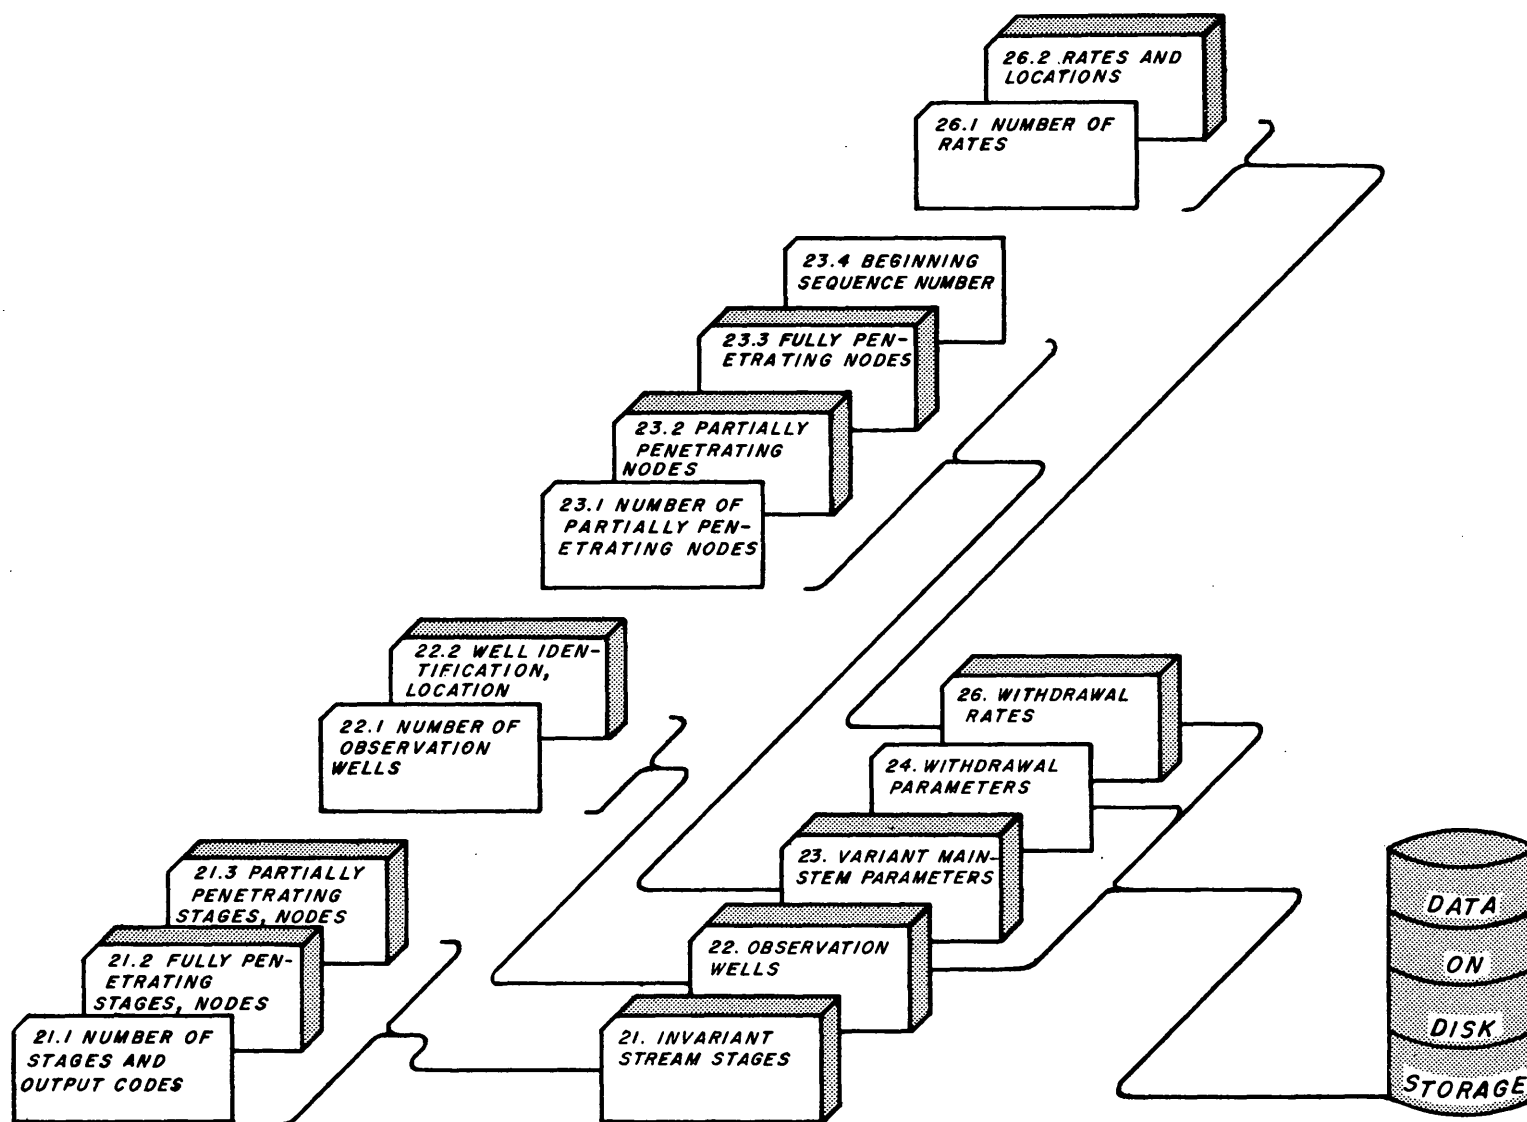 26.2 RATES AND
LOCATIONS
26.1 NUMBER OF
RATES
23.4 BEGINNING
SEQUENCE NUMBER
23.3 FULLY PEN-
ETRATING NODES
23.2 PARTIALLY
PENETRATING
NODES
23.1 NUMBER OF
PARTIALLY PEN-
ETRATING NODES
22.2 WELL IDEN-
TIFICATION,
LOCATION
22.1 NUMBER OF
OBSERVATION
WELLS
26. WITHDRAWAL
RATES
24. WITHDRAWAL
PARAMETERS
23. VARIANT MAIN-
STEM PARAMETERS
22. OBSERVATION
WELLS
21. INVARIANT
STREAM STAGES
21.3 PARTIALLY
PENETRATING
STAGES, NODES
21.2 FULLY PEN-
ETRATING
STAGES, NODES
21.1 NUMBER OF
STAGES AND
OUTPUT CODES
DATA
ON
DISK
STORAGE